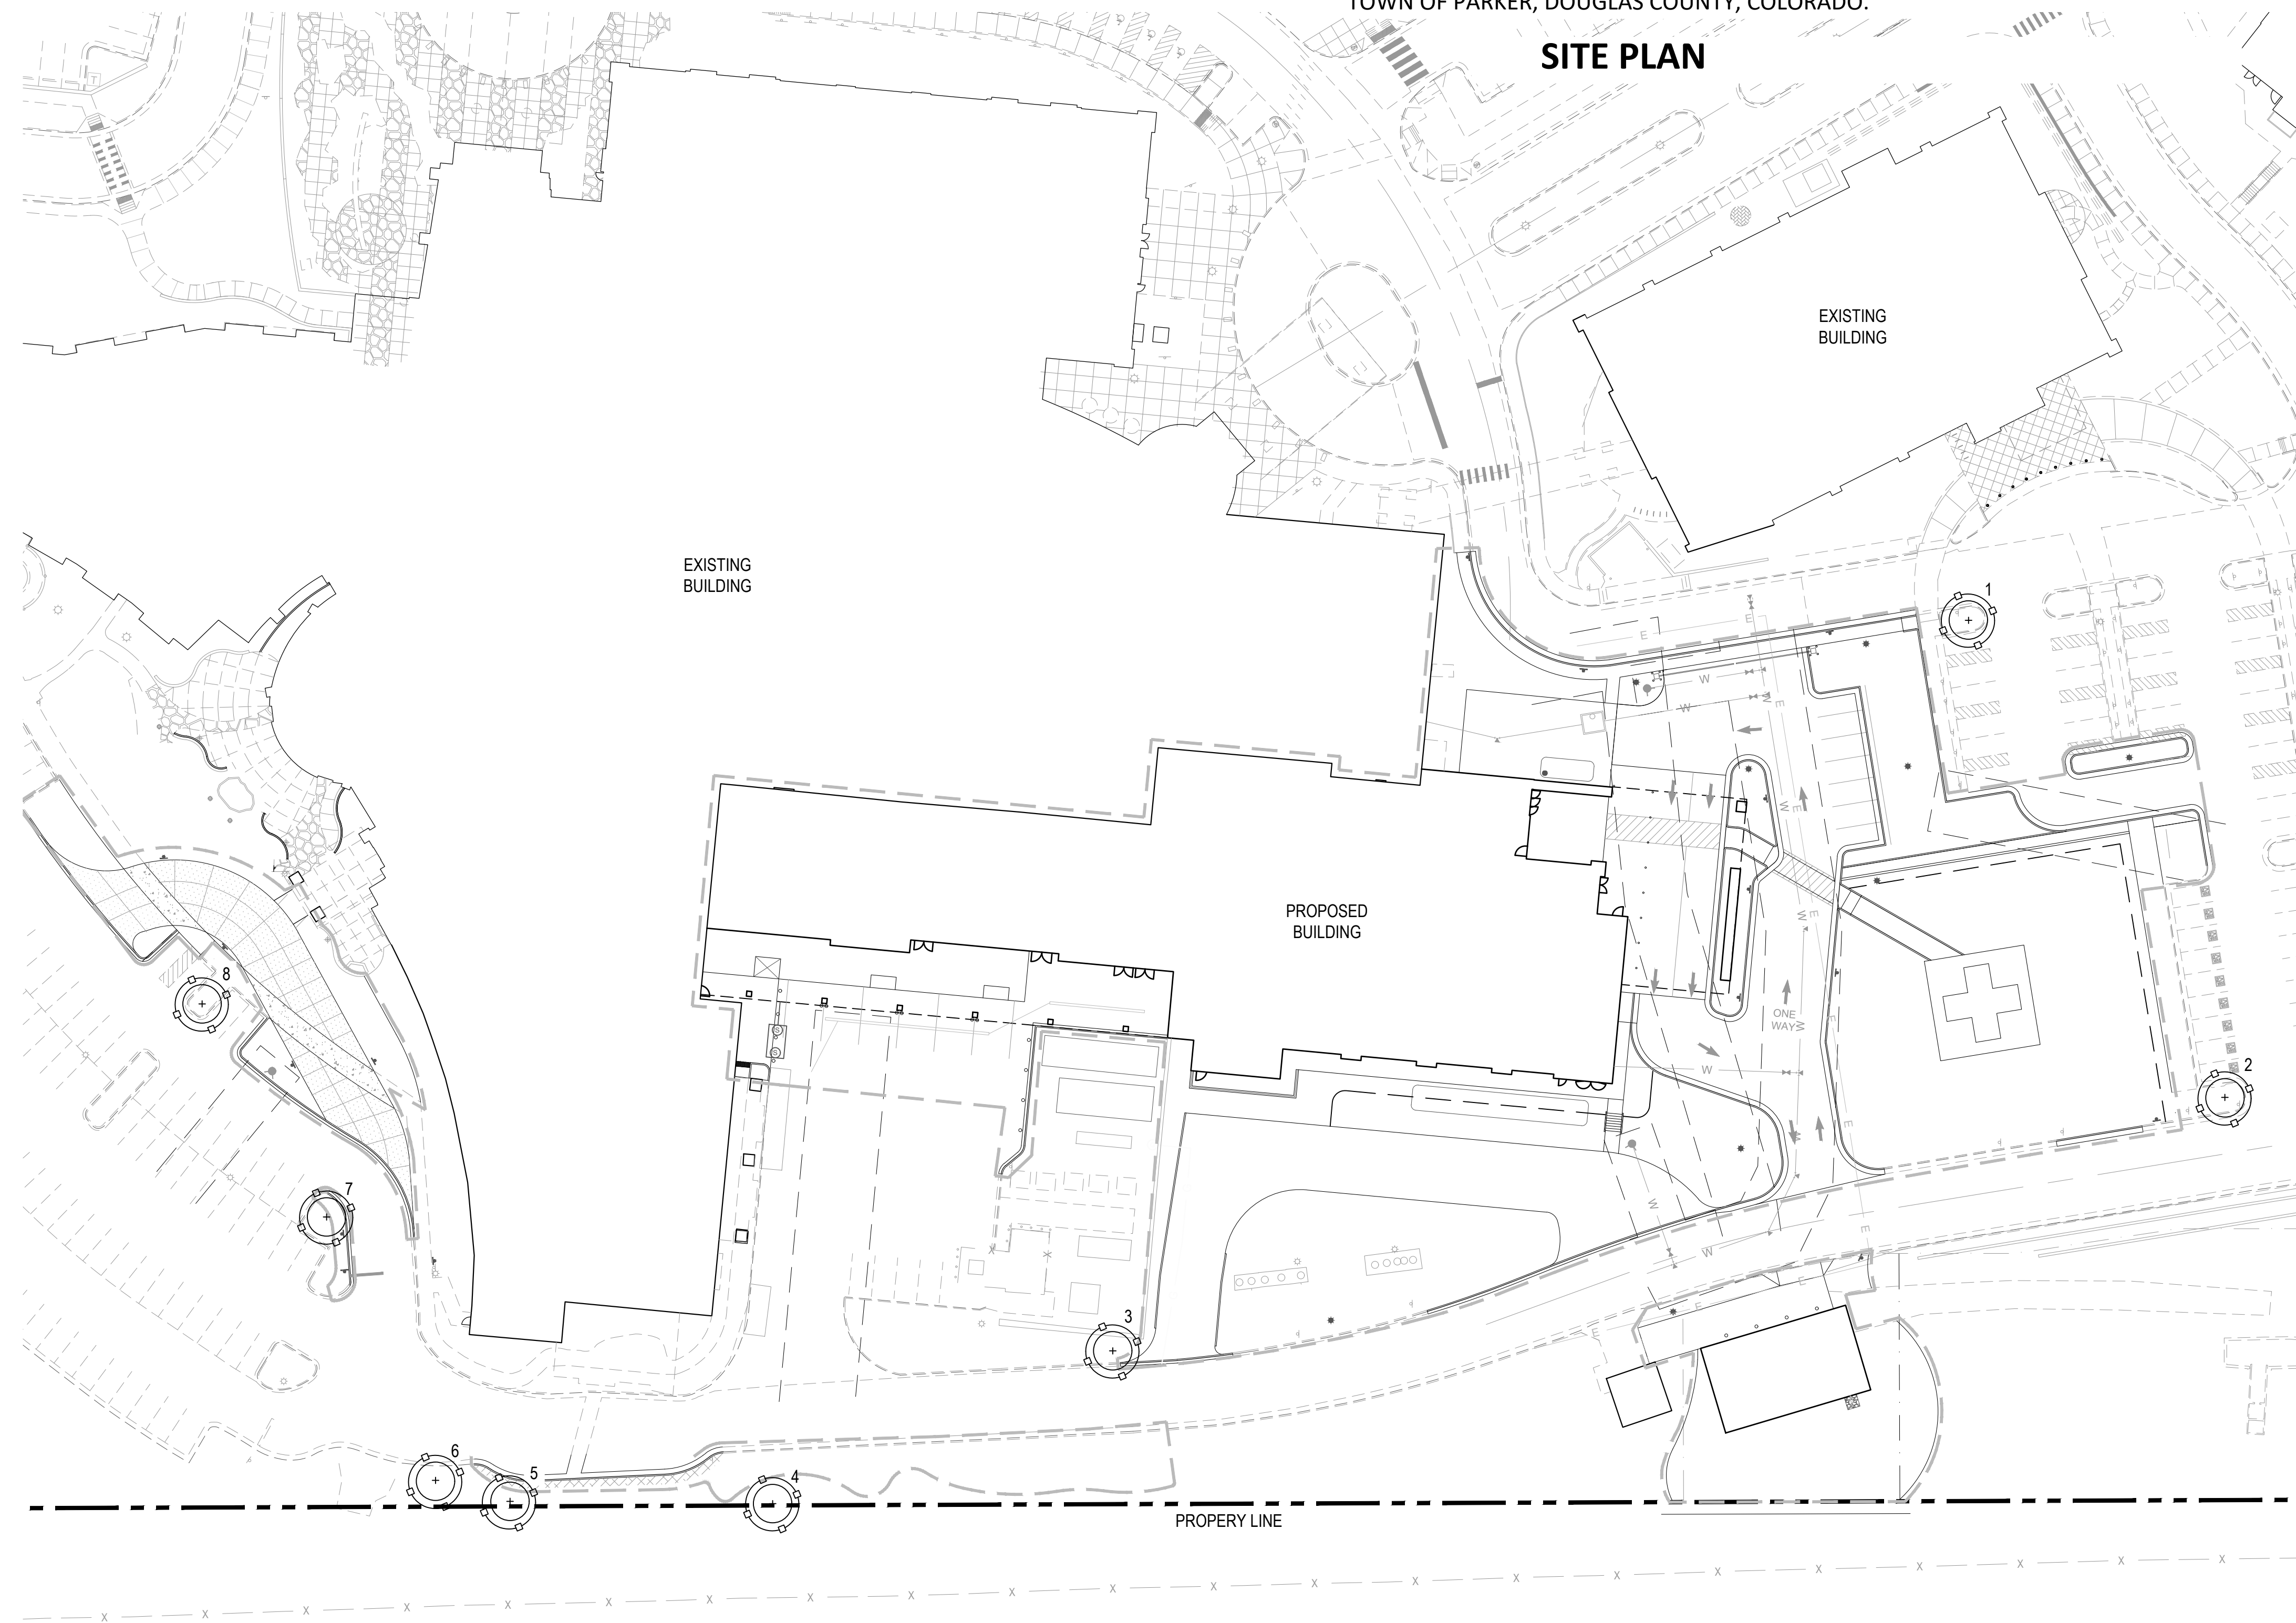 TOWN OF PARKER, DOUGLAS COUNTY, COLORADO.
SITE PLAN
T
EXISTING
BUILDING
EXISTING
BUILDING
1
E
E
W
W
W
E
W
E
PROPOSED
BUILDING
W
E
8
S
S
ONE
WAY
W
E
2
W
E
7
W
E
W
X
X
E
E
E
3
6
5
4
PROPERY LINE
X X X X X X X X X X X X X X X X X X X X X X